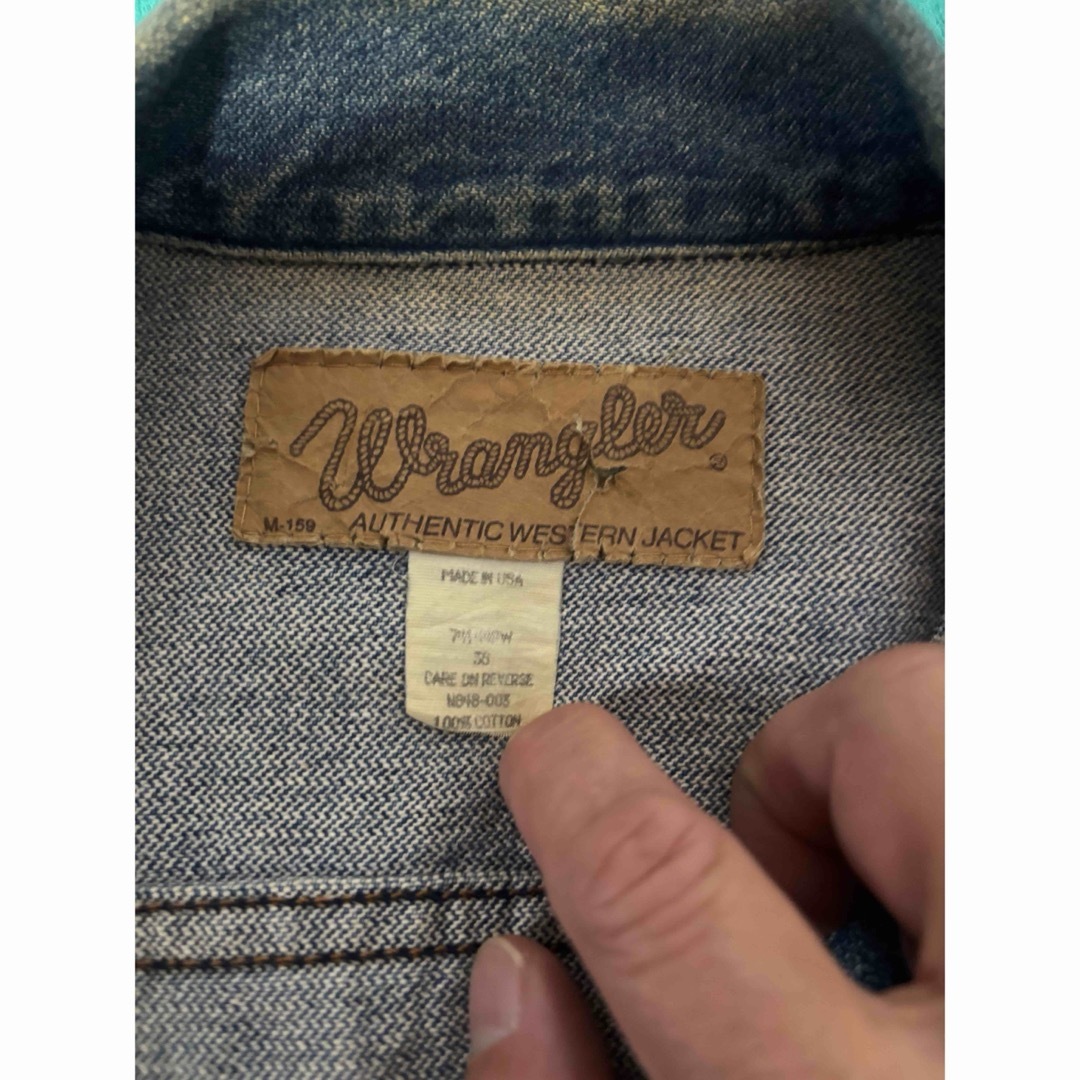 Wrangler®
M-159 AUTHENTIC WESTERN JACKET
MADE IN USA
38
CARE ON REVERSE
100% COTTON